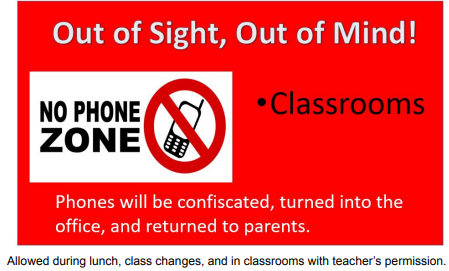 Out of Sight, Out of Mind!
NO PHONE
ZONE
•Classrooms
Phones will be confiscated, turned into the
office, and returned to parents.
Allowed during lunch, class changes, and in classrooms with teacher’s permission.